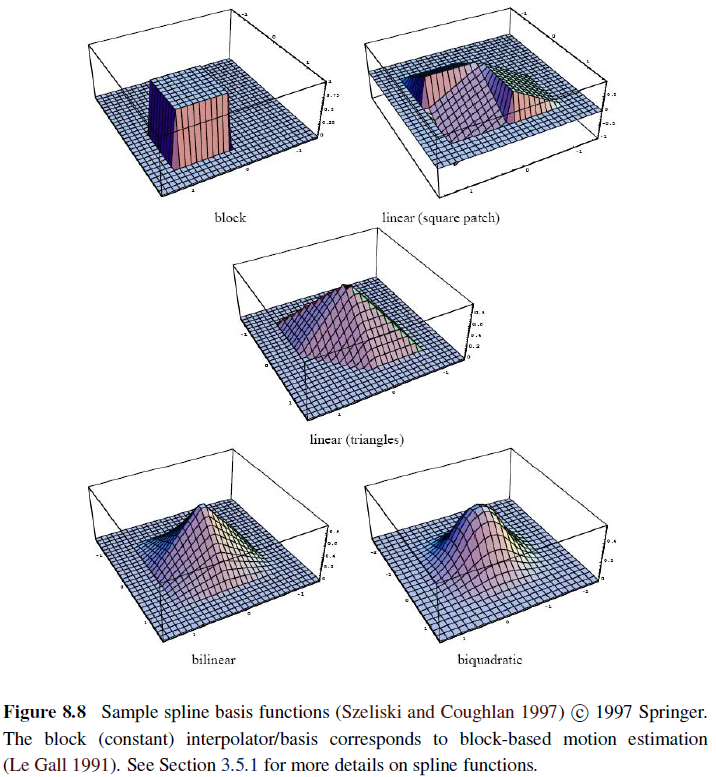 block
linear (square patch)
linear (triangles)
bilinear
biquadratic
Figure 8.8 Sample spline basis functions (Szeliski and Coughlan 1997) © 1997 Springer.
The block (constant) interpolator/basis corresponds to block-based motion estimation
(Le Gall 1991). See Section 3.5.1 for more details on spline functions.